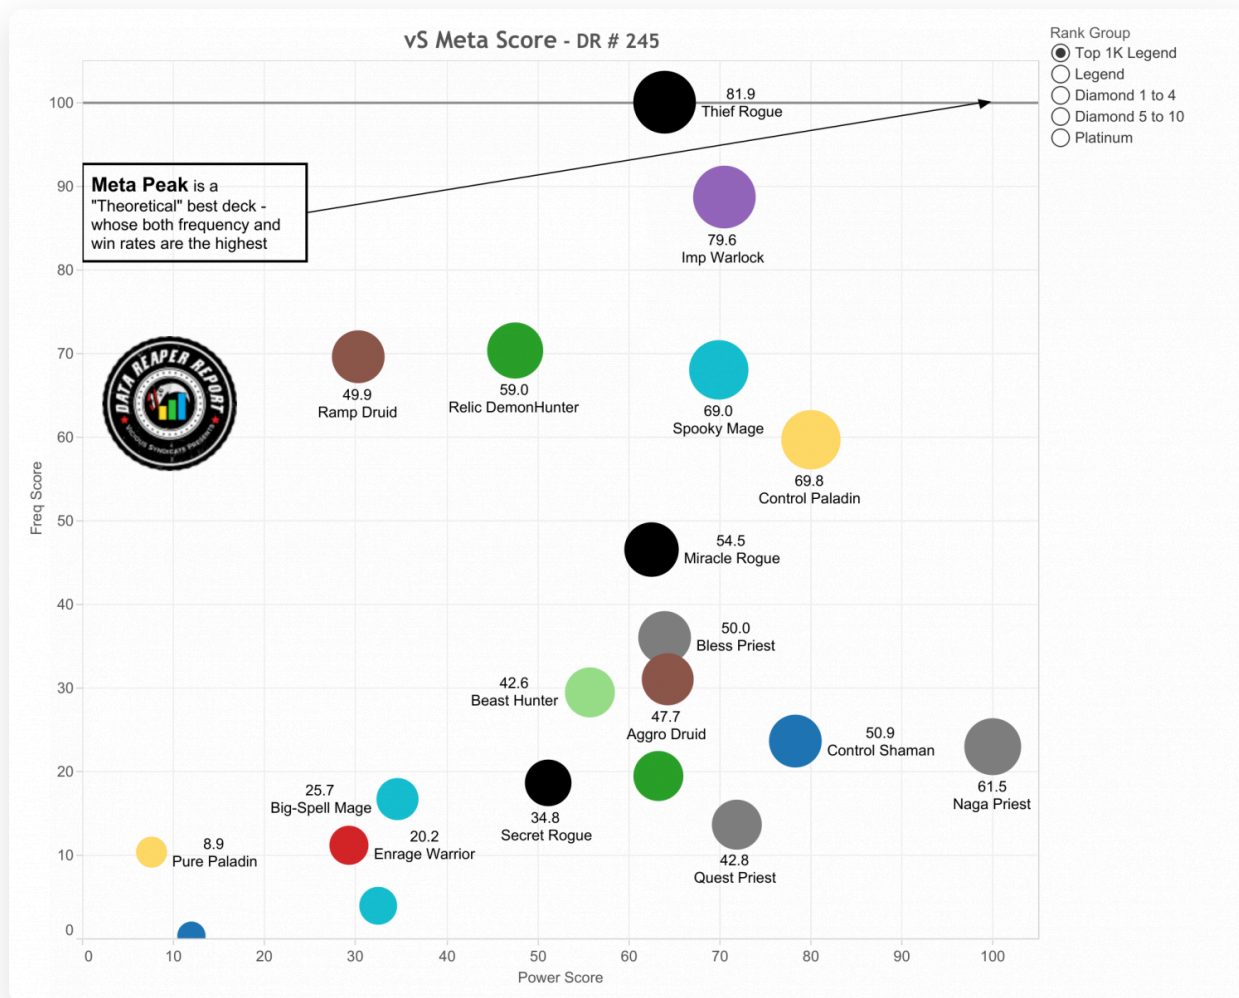 vS Meta Score - DR # 245
Rank Group
Top 1K Legend
Legend
Diamond 1 to 4
Diamond 5 to 10
Platinum
100
90
80
70
60
50
40
30
20
10
0
Freq Score
Meta Peak is a
"Theoretical" best deck -
whose both frequency and
win rates are the highest
DATA REAPER REPORT
VICIOUS SYNDICATE PRESENTS
81.9
Thief Rogue
79.6
Imp Warlock
49.9
Ramp Druid
59.0
Relic DemonHunter
69.0
Spooky Mage
69.8
Control Paladin
54.5
Miracle Rogue
50.0
Bless Priest
42.6
Beast Hunter
47.7
Aggro Druid
50.9
Control Shaman
61.5
Naga Priest
25.7
Big-Spell Mage
34.8
Secret Rogue
42.8
Quest Priest
8.9
Pure Paladin
20.2
Enrage Warrior
0
10
20
30
40
50
60
70
80
90
100
Power Score